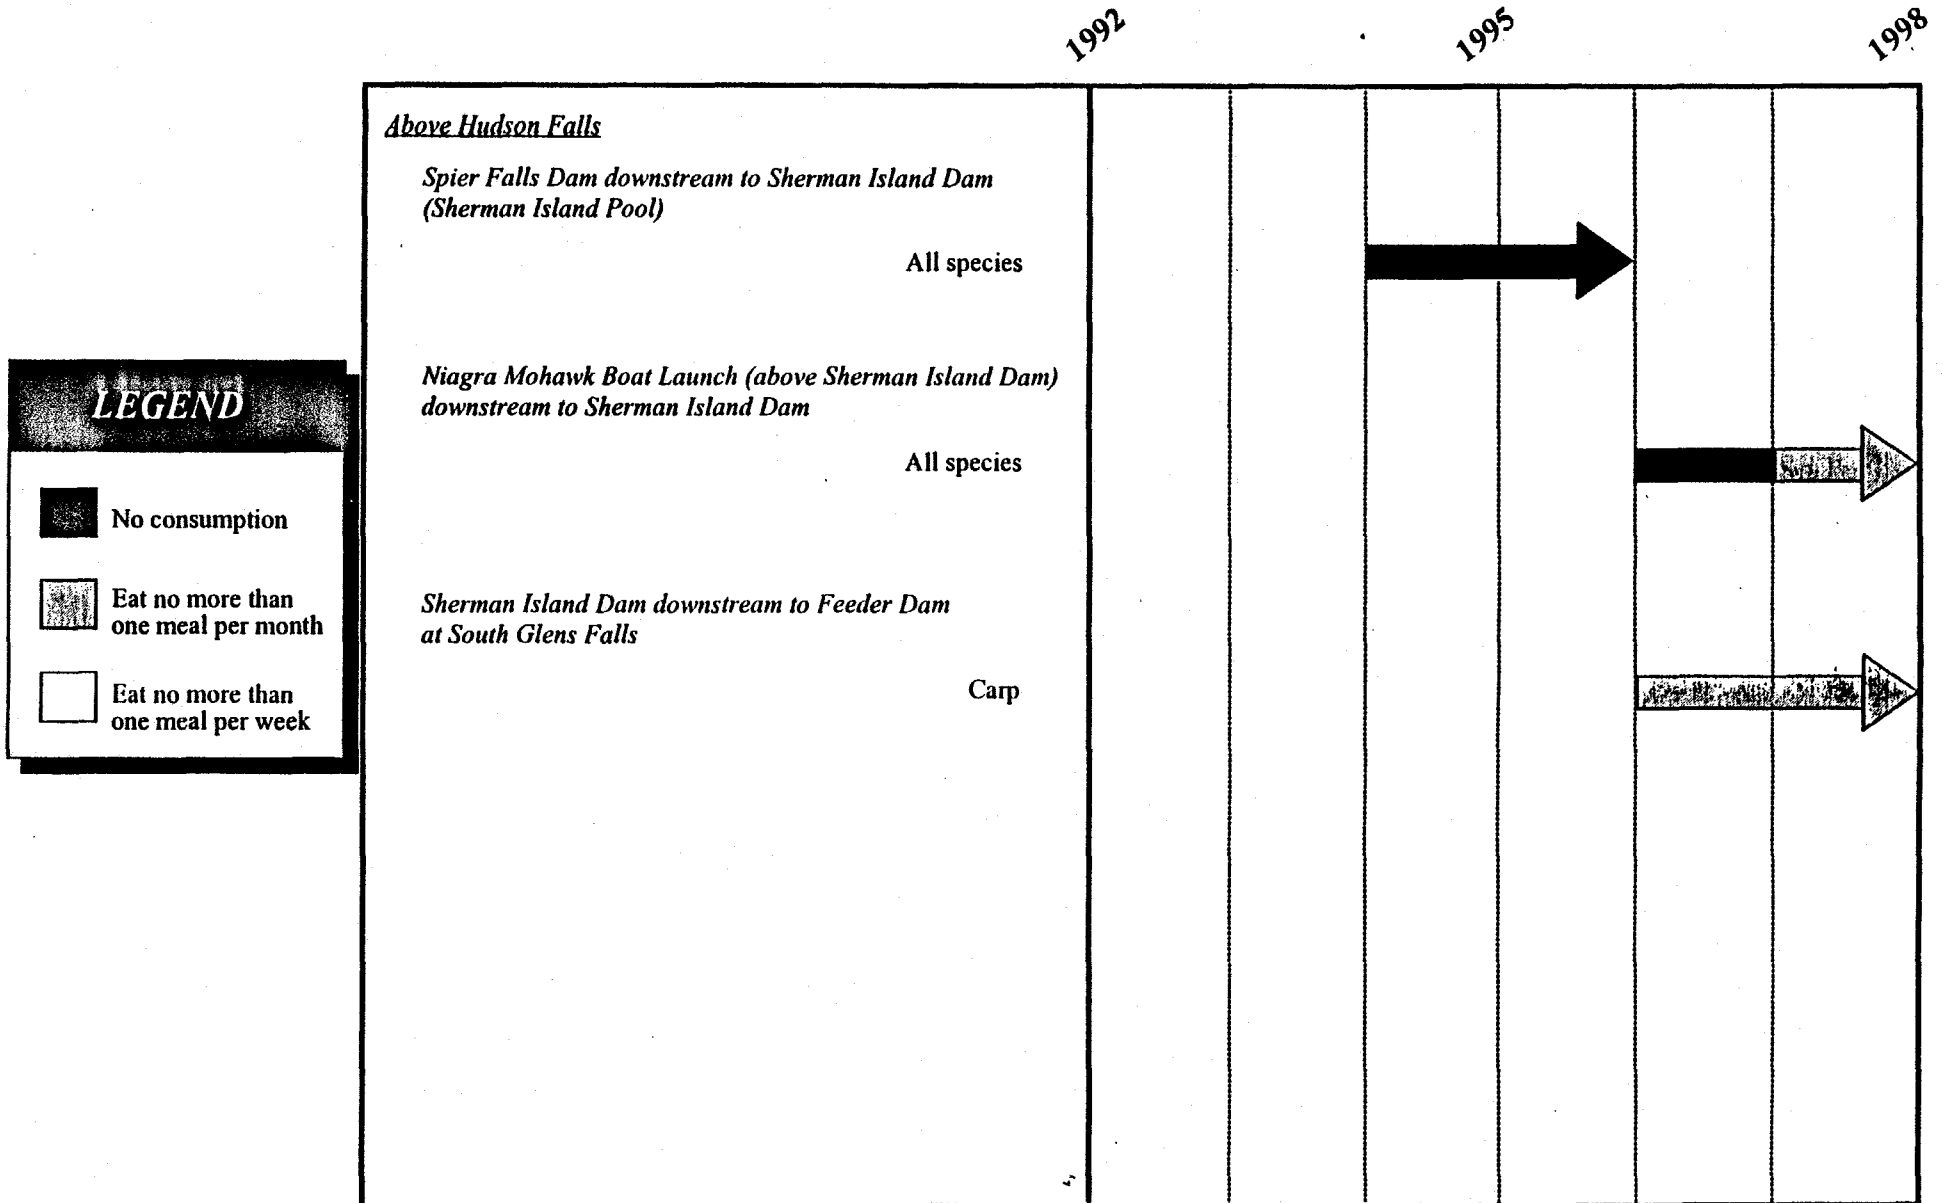 1992
1995
1998
Above Hudson Falls
Spier Falls Dam downstream to Sherman Island Dam
(Sherman Island Pool)
All species
Niagra Mohawk Boat Launch (above Sherman Island Dam)
downstream to Sherman Island Dam
All species
Sherman Island Dam downstream to Feeder Dam
at South Glens Falls
Carp
LEGEND
No consumption
Eat no more than
one meal per month
Eat no more than
one meal per week